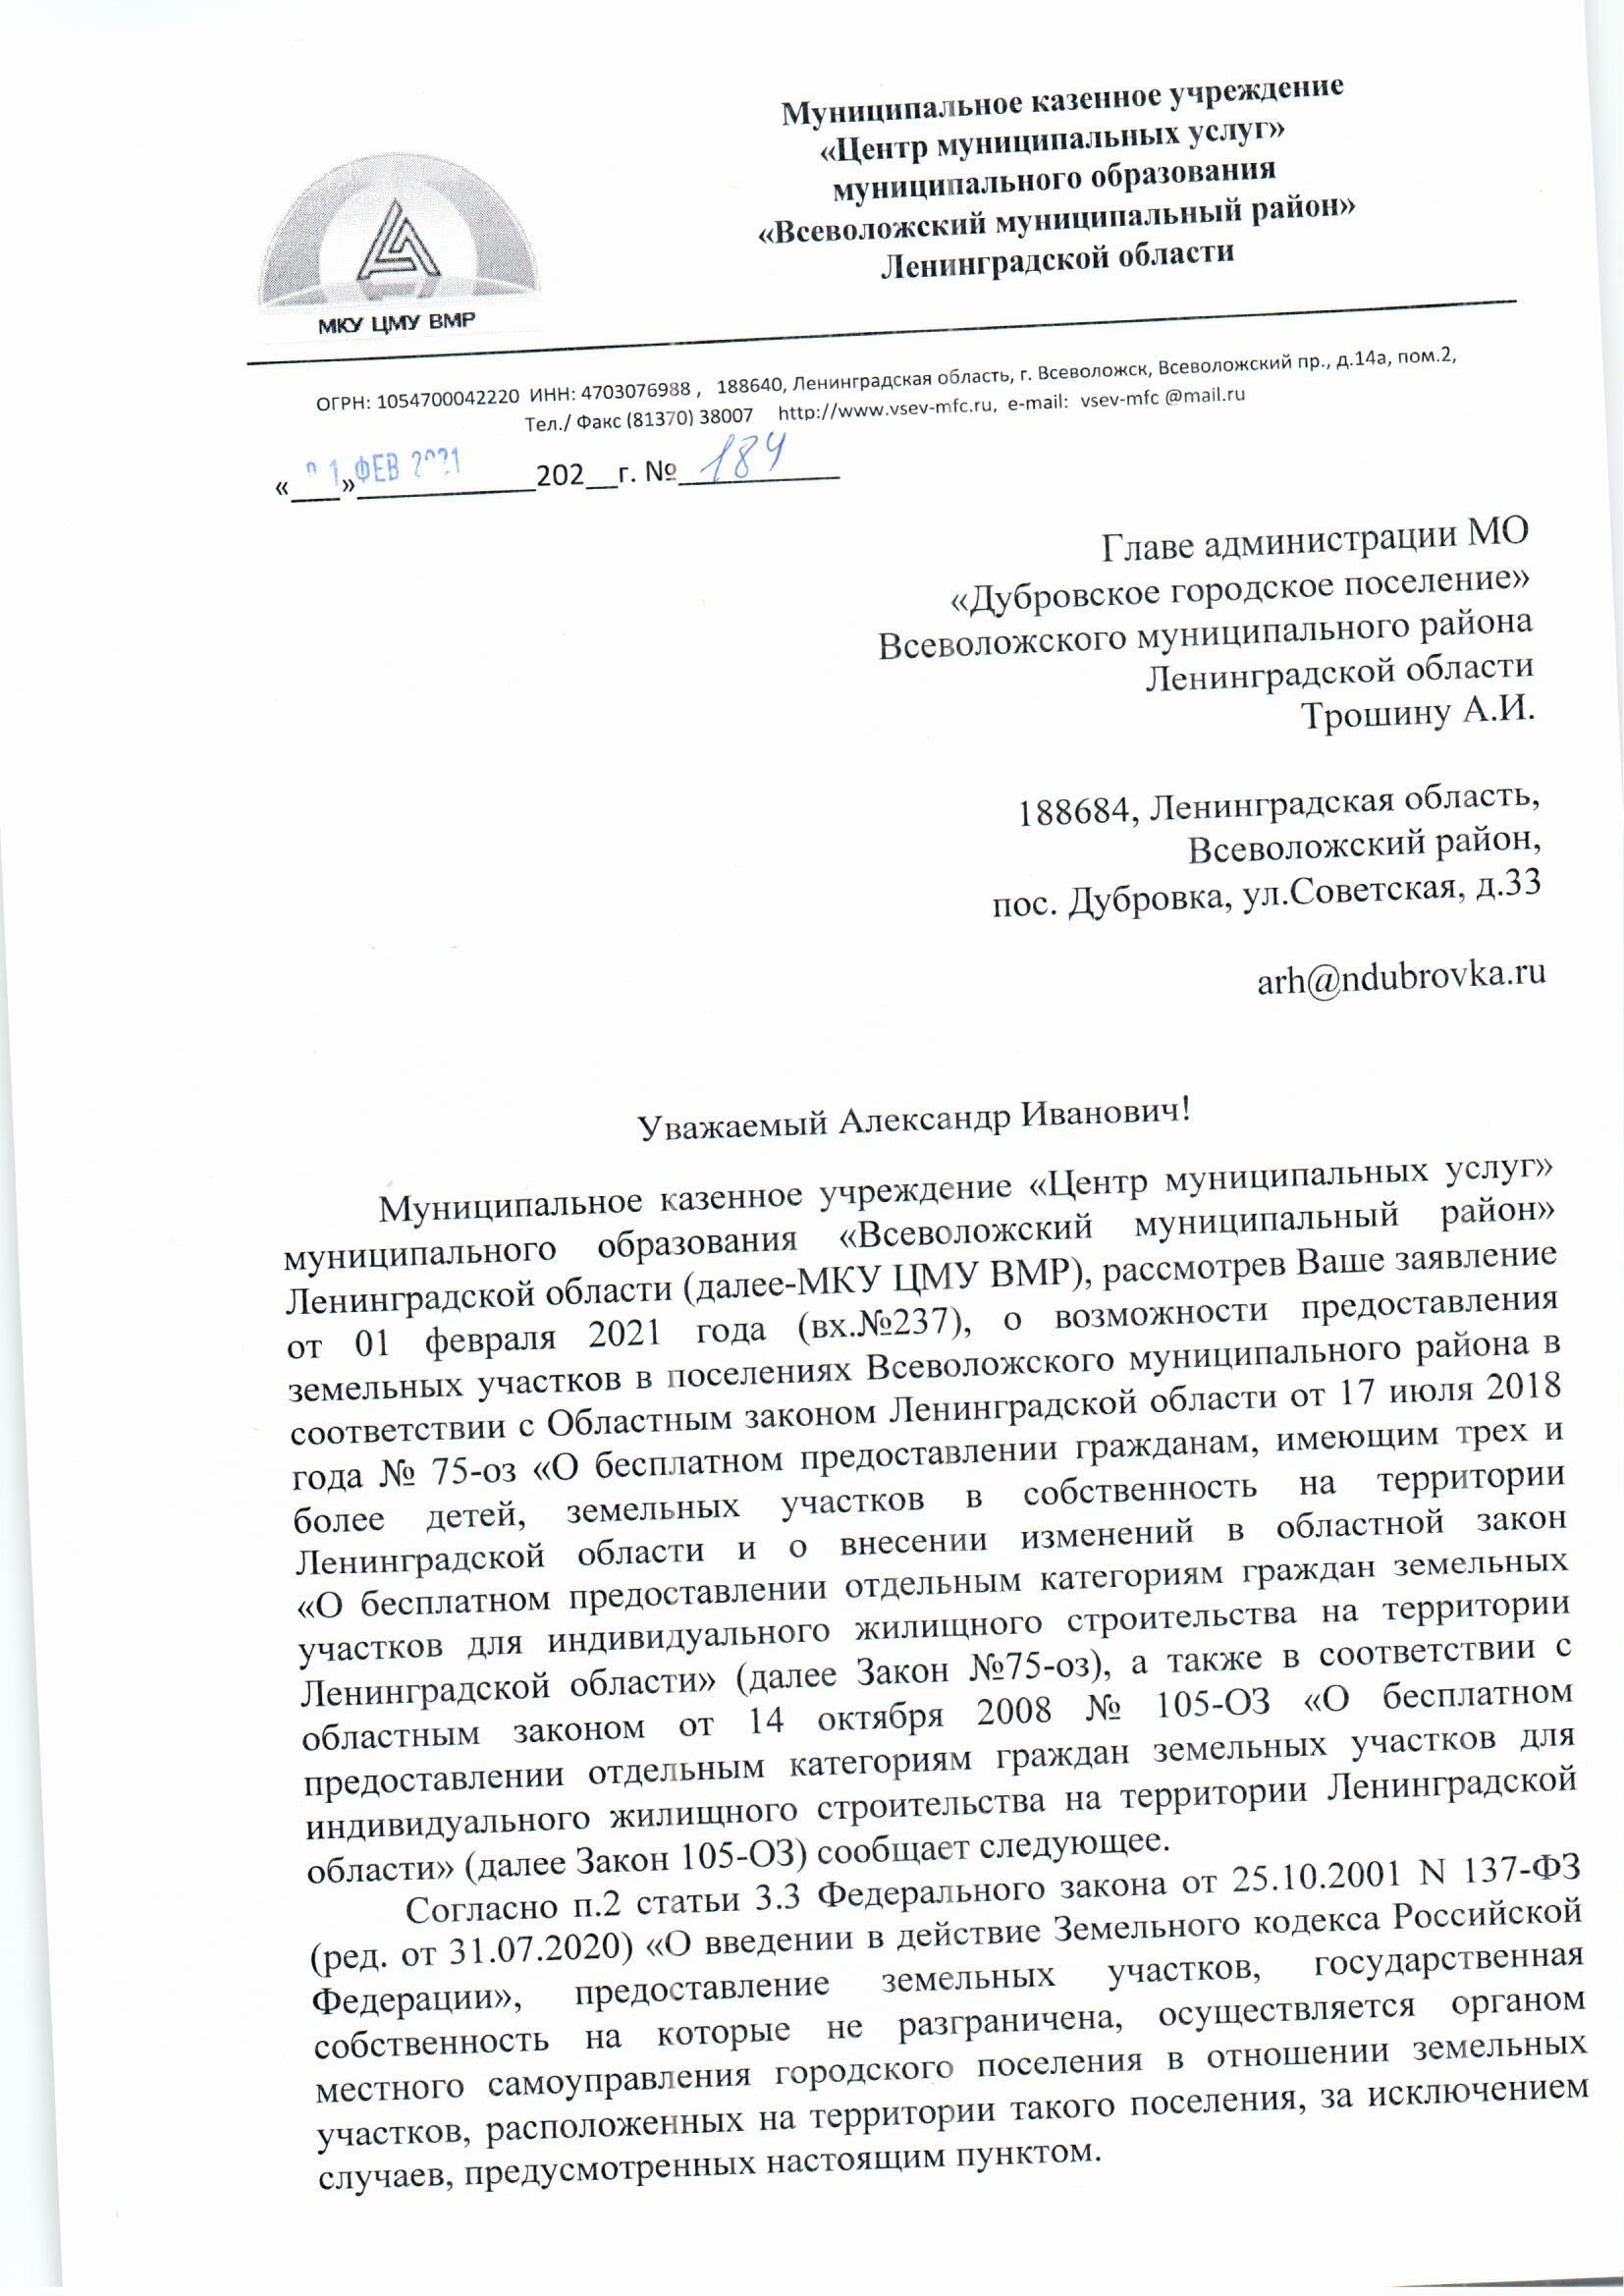 Муниципальное казенное учреждение
«Центр муниципальных услуг»
муниципального образования
«Всеволожский муниципальный район»
Ленинградской области
МКУ ЦМУ ВМР
ОГРН: 1054700042220 ИНН: 4703076988 , 188640, Ленинградская область, г. Всеволожск, Всеволожский пр., д.14а, пом.2,
Тел./ Факс (81370) 38007 http://www.vsev-mfc.ru, e-mail: vsev-mfc @mail.ru
«___» ФЕВ 2021 202__г. № 184
Главе администрации МО
«Дубровское городское поселение»
Всеволожского муниципального района
Ленинградской области
Трошину А.И.
188684, Ленинградская область,
Всеволожский район,
пос. Дубровка, ул.Советская, д.33
arh@ndubrovka.ru
Уважаемый Александр Иванович!
Муниципальное казенное учреждение «Центр муниципальных услуг»
муниципального образования «Всеволожский муниципальный район»
Ленинградской области (далее-МКУ ЦМУ ВМР), рассмотрев Ваше заявление
от 01 февраля 2021 года (вх.№237), о возможности предоставления
земельных участков в поселениях Всеволожского муниципального района в
соответствии с Областным законом Ленинградской области от 17 июля 2018
года № 75-оз «О бесплатном предоставлении гражданам, имеющим трех и
более детей, земельных участков в собственность на территории
Ленинградской области и о внесении изменений в областной закон
«О бесплатном предоставлении отдельным категориям граждан земельных
участков для индивидуального жилищного строительства на территории
Ленинградской области» (далее Закон №75-оз), а также в соответствии с
областным законом от 14 октября 2008 № 105-ОЗ «О бесплатном
предоставлении отдельным категориям граждан земельных участков для
индивидуального жилищного строительства на территории Ленинградской
области» (далее Закон 105-ОЗ) сообщает следующее.
Согласно п.2 статьи 3.3 Федерального закона от 25.10.2001 N 137-ФЗ
(ред. от 31.07.2020) «О введении в действие Земельного кодекса Российской
Федерации», предоставление земельных участков, государственная
собственность на которые не разграничена, осуществляется органом
местного самоуправления городского поселения в отношении земельных
участков, расположенных на территории такого поселения, за исключением
случаев, предусмотренных настоящим пунктом.